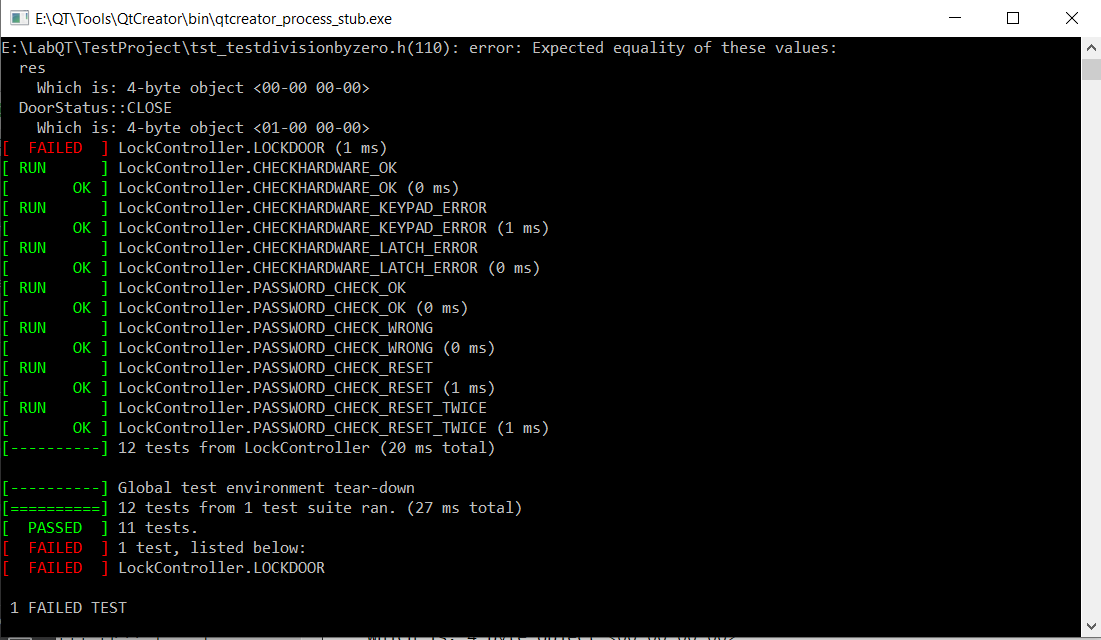 E:\QT\Tools\QtCreator\bin\qtcreator_process_stub.exe
E:\LabQT\TestProject\tst_testdivisionbyzero.h(110): error: Expected equality of these values:
  res
    Which is: 4-byte object <00-00 00-00>
  DoorStatus::CLOSE
    Which is: 4-byte object <01-00 00-00>
[  FAILED  ] LockController.LOCKDOOR (1 ms)
[ RUN      ] LockController.CHECKHARDWARE_OK
[       OK ] LockController.CHECKHARDWARE_OK (0 ms)
[ RUN      ] LockController.CHECKHARDWARE_KEYPAD_ERROR
[       OK ] LockController.CHECKHARDWARE_KEYPAD_ERROR (1 ms)
[ RUN      ] LockController.CHECKHARDWARE_LATCH_ERROR
[       OK ] LockController.CHECKHARDWARE_LATCH_ERROR (0 ms)
[ RUN      ] LockController.PASSWORD_CHECK_OK
[       OK ] LockController.PASSWORD_CHECK_OK (0 ms)
[ RUN      ] LockController.PASSWORD_CHECK_WRONG
[       OK ] LockController.PASSWORD_CHECK_WRONG (0 ms)
[ RUN      ] LockController.PASSWORD_CHECK_RESET
[       OK ] LockController.PASSWORD_CHECK_RESET (1 ms)
[ RUN      ] LockController.PASSWORD_CHECK_RESET_TWICE
[       OK ] LockController.PASSWORD_CHECK_RESET_TWICE (1 ms)
[----------] 12 tests from LockController (20 ms total)

[----------] Global test environment tear-down
[==========] 12 tests from 1 test suite ran. (27 ms total)
[  PASSED  ] 11 tests.
[  FAILED  ] 1 test, listed below:
[  FAILED  ] LockController.LOCKDOOR

 1 FAILED TEST